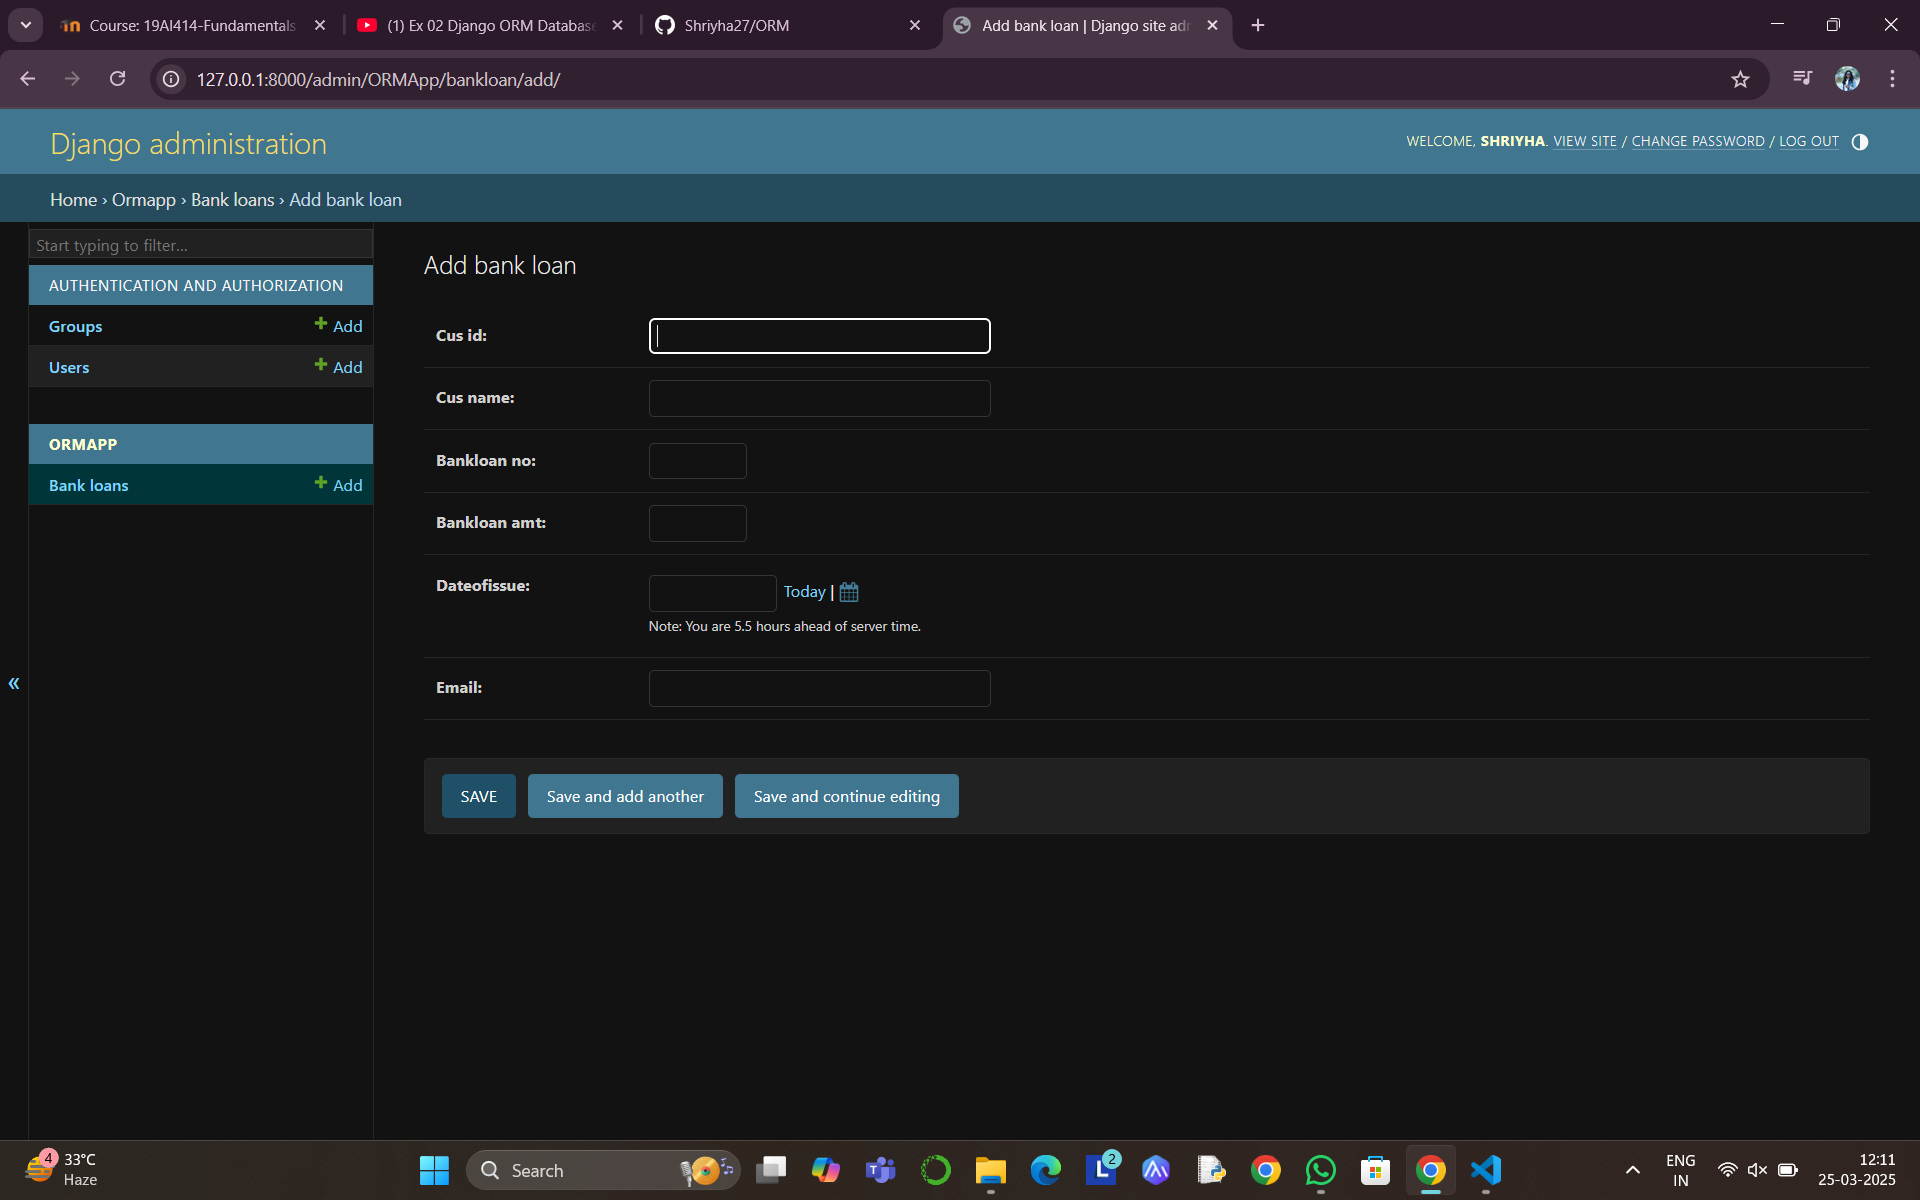 Course: 19AI414-Fundamentals
(1) Ex 02 Django ORM Database
Shriyha27/ORM
Add bank loan | Django site adm
127.0.0.1:8000/admin/ORMApp/bankloan/add/
Django administration
WELCOME, SHRIYHA. VIEW SITE / CHANGE PASSWORD / LOG OUT
Home › Ormapp › Bank loans › Add bank loan
Start typing to filter...
AUTHENTICATION AND AUTHORIZATION
Groups Add
Users Add
ORMAPP
Bank loans Add
«
Add bank loan
Cus id:
Cus name:
Bankloan no:
Bankloan amt:
Dateofissue: Today |
Note: You are 5.5 hours ahead of server time.
Email:
SAVE Save and add another Save and continue editing
4
33°C
Haze
Search
L 2
ENG
IN
12:11
25-03-2025